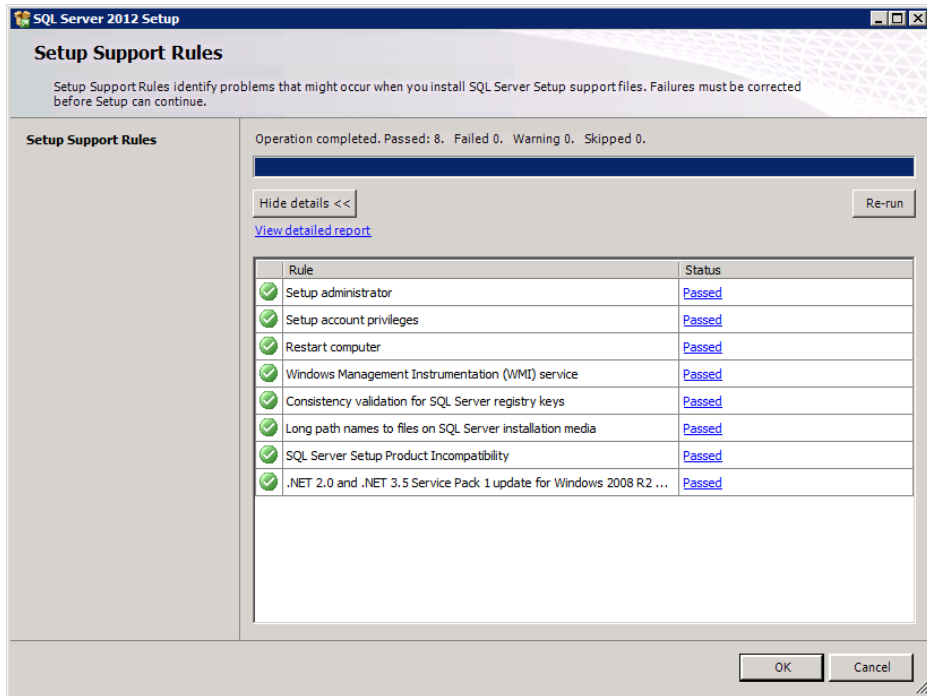 SQL Server 2012 Setup
Setup Support Rules
Setup Support Rules identify problems that might occur when you install SQL Server Setup support files. Failures must be corrected
before Setup can continue.
Setup Support Rules
Operation completed. Passed: 8. Failed 0. Warning 0. Skipped 0.
Hide details <<
Re-run
View detailed report
Rule Status
Setup administrator Passed
Setup account privileges Passed
Restart computer Passed
Windows Management Instrumentation (WMI) service Passed
Consistency validation for SQL Server registry keys Passed
Long path names to files on SQL Server installation media Passed
SQL Server Setup Product Incompatibility Passed
.NET 2.0 and .NET 3.5 Service Pack 1 update for Windows 2008 R2 ... Passed
OK Cancel